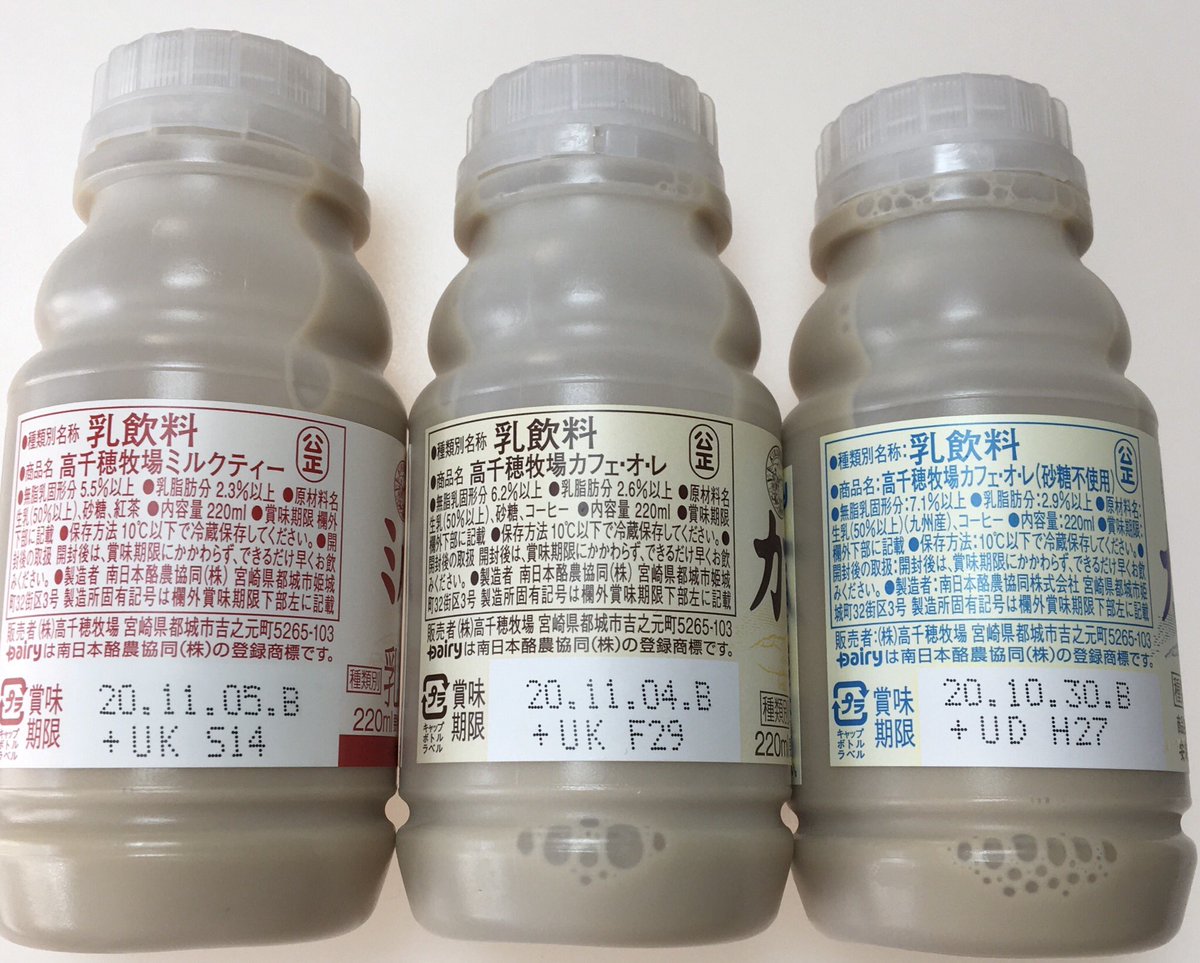 ●種類別名称 乳飲料
公正
●商品名 高千穂牧場ミルクティー
●無脂乳固形分 5.5%以上 ●乳脂肪分 2.3%以上 ●原材料名
生乳(50%以上)、砂糖、紅茶 ●内容量 220ml ●賞味期限 欄外
下部に記載 ●保存方法 10℃以下で冷蔵保存してください。●開
封後の取扱 開封後は、賞味期限にかかわらず、できるだけ早くお飲
みください。●製造者 南日本酪農協同(株) 宮崎県都城市姫城
町32街区3号 製造所固有記号は欄外賞味期限下部左に記載
販売者 (株)高千穂牧場 宮崎県都城市吉之元町5265-103
Dairyは南日本酪農協同(株)の登録商標です。
プラ
キャップ
ボトル
ラベル
賞味
期限
20.11.05.B
+UK S14
種類別
乳
220ml
●種類別名称 乳飲料
公正
●商品名 高千穂牧場カフェ・オ・レ
●無脂乳固形分 6.2%以上 ●乳脂肪分 2.6%以上 ●原材料名
生乳(50%以上)、砂糖、コーヒー ●内容量 220ml ●賞味期限
欄外下部に記載 ●保存方法 10℃以下で冷蔵保存してください。●
開封後の取扱 開封後は、賞味期限にかかわらず、できるだけ早くお飲
みください。●製造者 南日本酪農協同(株) 宮崎県都城市姫城
町32街区3号 製造所固有記号は欄外賞味期限下部左に記載
販売者 (株)高千穂牧場 宮崎県都城市吉之元町5265-103
Dairyは南日本酪農協同(株)の登録商標です。
プラ
キャップ
ボトル
ラベル
賞味
期限
20.11.04.B
+UK F29
カ
種類別
220ml
●種類別名称:乳飲料
公正
●商品名:高千穂牧場カフェ・オ・レ(砂糖不使用)
●無脂乳固形分:7.1%以上 ●乳脂肪分:2.9%以上 ●原材料名:
生乳(50%以上)(九州産)、コーヒー ●内容量:220ml ●賞味期限:
欄外下部に記載 ●保存方法:10℃以下で冷蔵保存してください。●
開封後の取扱:開封後は、賞味期限にかかわらず、できるだけ早くお飲
みください。●製造者:南日本酪農協同株式会社 宮崎県都城市姫
城町32街区3号 製造所固有記号は欄外賞味期限下部左に記載
販売者:(株)高千穂牧場 宮崎県都城市吉之元町5265-103
Dairyは南日本酪農協同(株)の登録商標です。
プラ
キャップ
ボトル
ラベル
賞味
期限
20.10.30.B
+UD H27